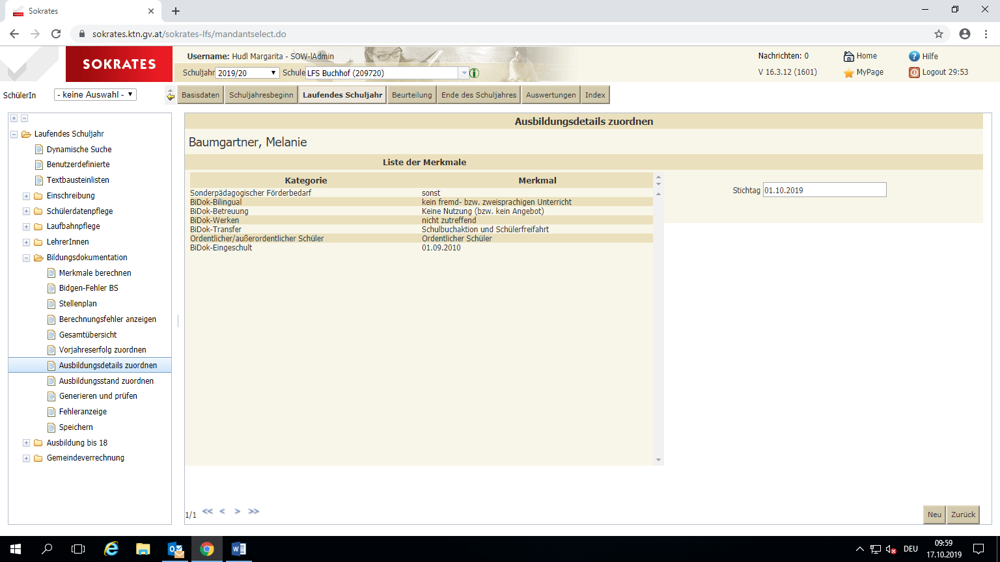 Sokrates
sokrates.ktn.gv.at/sokrates-lfs/mandantselect.do
SOKRATES
Username: Hudl Margarita - SOW-lAdmin
Nachrichten: 0
Home
Hilfe
Schuljahr 2019/20 Schule LFS Buchhof (209720)
V 16.3.12 (1601)
MyPage
Logout 29:53
SchülerIn - keine Auswahl -
Basisdaten Schuljahresbeginn Laufendes Schuljahr Beurteilung Ende des Schuljahres Auswertungen Index
Laufendes Schuljahr
Dynamische Suche
Benutzerdefinierte
Textbausteinlisten
Einschreibung
Schülerdatenpflege
Laufbahnpflege
LehrerInnen
Bildungsdokumentation
Merkmale berechnen
Bidgen-Fehler BS
Stellenplan
Berechnungsfehler anzeigen
Gesamtübersicht
Vorjahreserfolg zuordnen
Ausbildungsdetails zuordnen
Ausbildungsstand zuordnen
Generieren und prüfen
Fehleranzeige
Speichern
Ausbildung bis 18
Gemeindeverrechnung
Ausbildungsdetails zuordnen
Baumgartner, Melanie
Liste der Merkmale
Kategorie Merkmal
Sonderpädagogischer Förderbedarf sonst
BiDok-Bilingual kein fremd- bzw. zweisprachigen Unterricht
BiDok-Betreuung Keine Nutzung (bzw. kein Angebot)
BiDok-Werken nicht zutreffend
BiDok-Transfer Schulbuchaktion und Schülerfreifahrt
Ordentlicher/außerordentlicher Schüler Ordentlicher Schüler
BiDok-Eingeschult 01.09.2010
Stichtag 01.10.2019
1/1 << < > >>
Neu Zurück
DEU
09:59
17.10.2019